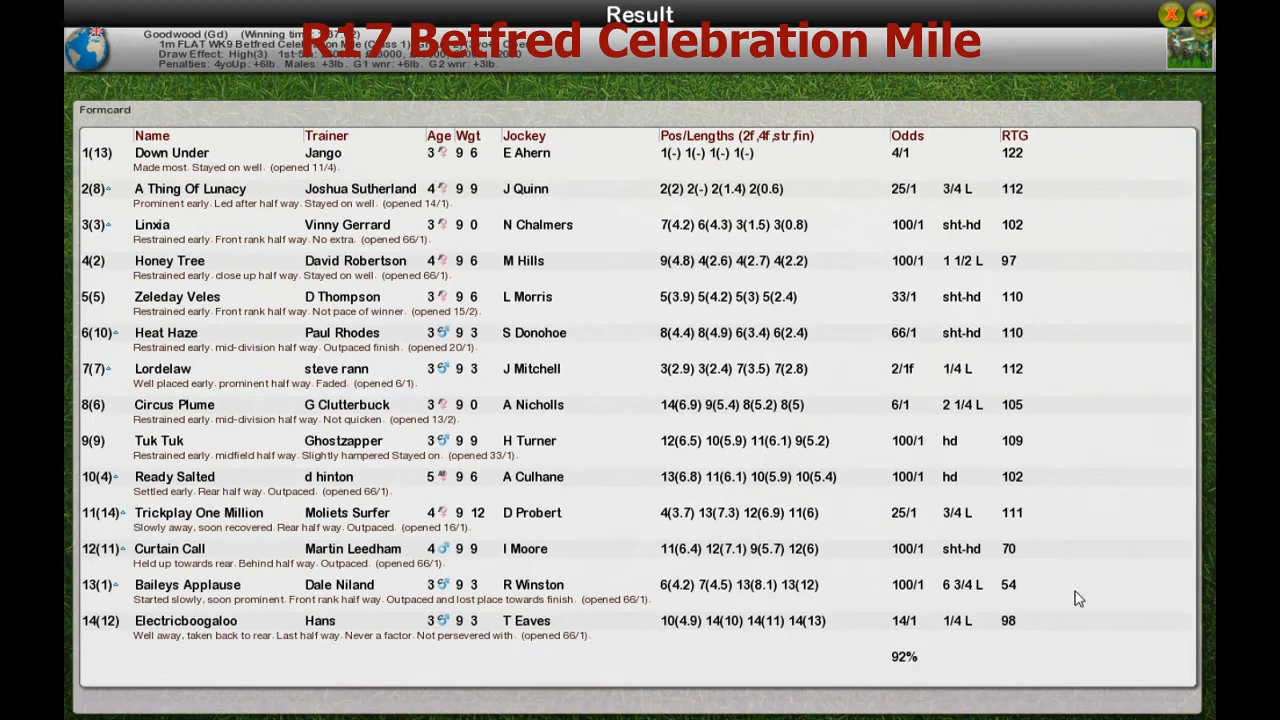 Result
R17 Betfred Celebration Mile
Goodwood (Gd) (Winning time
1m FLAT WK9 Betfred
Draw Effect: High(3)
Penalties: 4yoUp: +6lb. Males: +3lb. G1 wnr: +6lb. G2 wnr: +3lb.
Formcard
Name Trainer Age Wgt Jockey Pos/Lengths (2f,4f,str,fin) Odds RTG
1(13) Down Under Jango 3 9 6 E Ahern 1(-) 1(-) 1(-) 1(-) 4/1 122
Made most. Stayed on well. (opened 11/4).
2(8) A Thing Of Lunacy Joshua Sutherland 4 9 9 J Quinn 2(2) 2(-) 2(1.4) 2(0.6) 25/1 3/4 L 112
Prominent early. Led after half way. Stayed on well. (opened 14/1).
3(3) Linxia Vinny Gerrard 3 9 0 N Chalmers 7(4.2) 6(4.3) 3(1.5) 3(0.8) 100/1 sht-hd 102
Restrained early. Front rank half way. No extra. (opened 66/1).
4(2) Honey Tree David Robertson 4 9 6 M Hills 9(4.8) 4(2.6) 4(2.7) 4(2.2) 100/1 1 1/2 L 97
Restrained early. close up half way. Stayed on well. (opened 66/1).
5(5) Zeleday Veles D Thompson 3 9 6 L Morris 5(3.9) 5(4.2) 5(3) 5(2.4) 33/1 sht-hd 110
Restrained early. Front rank half way. Not pace of winner. (opened 15/2).
6(10) Heat Haze Paul Rhodes 3 9 3 S Donohoe 8(4.4) 8(4.9) 6(3.4) 6(2.4) 66/1 sht-hd 110
Restrained early. mid-division half way. Outpaced finish. (opened 20/1).
7(7) Lordelaw steve rann 3 9 3 J Mitchell 3(2.9) 3(2.4) 7(3.5) 7(2.8) 2/1f 1/4 L 112
Well placed early. prominent half way. Faded. (opened 6/1).
8(6) Circus Plume G Clutterbuck 3 9 0 A Nicholls 14(6.9) 9(5.4) 8(5.2) 8(5) 6/1 2 1/4 L 105
Restrained early. mid-division half way. Not quicken. (opened 13/2).
9(9) Tuk Tuk Ghostzapper 3 9 9 H Turner 12(6.5) 10(5.9) 11(6.1) 9(5.2) 100/1 hd 109
Restrained early. midfield half way. Slightly hampered Stayed on. (opened 33/1).
10(4) Ready Salted d hinton 5 9 6 A Culhane 13(6.8) 11(6.1) 10(5.9) 10(5.4) 100/1 hd 102
Settled early. Rear half way. Outpaced. (opened 66/1).
11(14) Trickplay One Million Moliets Surfer 4 9 12 D Probert 4(3.7) 13(7.3) 12(6.9) 11(6) 25/1 3/4 L 111
Slowly away, soon recovered. Rear half way. Outpaced. (opened 16/1).
12(11) Curtain Call Martin Leedham 4 9 9 I Moore 11(6.4) 12(7.1) 9(5.7) 12(6) 100/1 sht-hd 70
Held up towards rear. Behind half way. Outpaced. (opened 66/1).
13(1) Baileys Applause Dale Niland 3 9 3 R Winston 6(4.2) 7(4.5) 13(8.1) 13(12) 100/1 6 3/4 L 54
Started slowly, soon prominent. Front rank half way. Outpaced and lost place towards finish. (opened 66/1).
14(12) Electricboogaloo Hans 3 9 3 T Eaves 10(4.9) 14(10) 14(11) 14(13) 14/1 1/4 L 98
Well away, taken back to rear. Last half way. Never a factor. Not persevered with. (opened 66/1).
92%